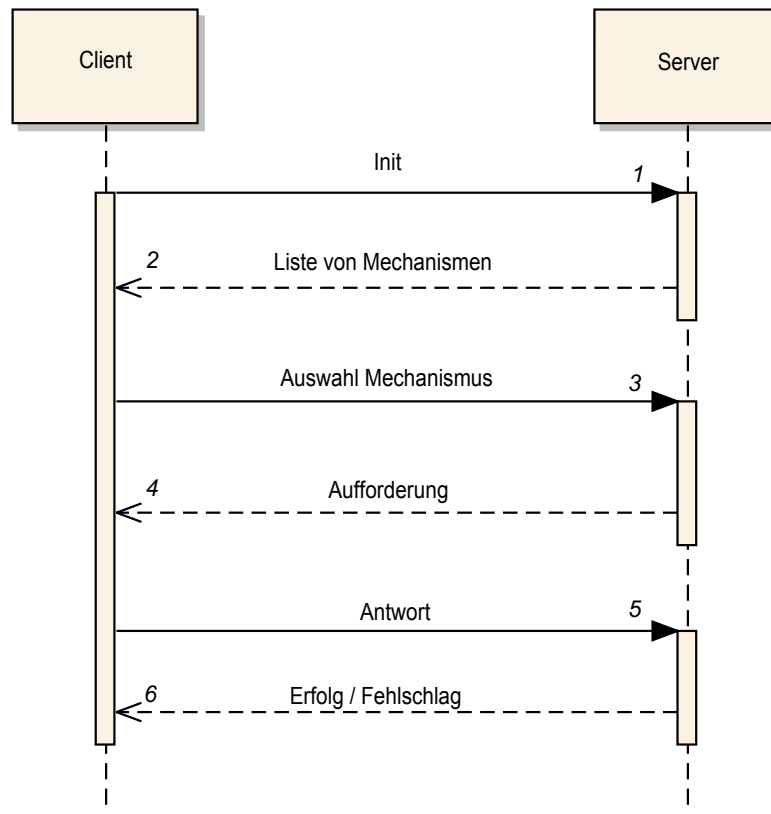 Client
Server
Init
1
2
Liste von Mechanismen
Auswahl Mechanismus
3
4
Aufforderung
Antwort
5
6
Erfolg / Fehlschlag